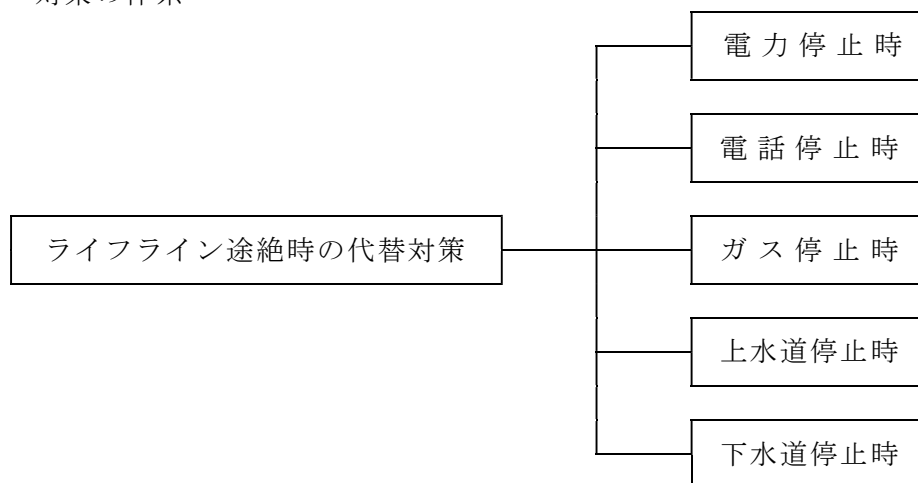 電力停止時
電話停止時
ライフライン途絶時の代替対策
ガス停止時
上水道停止時
下水道停止時